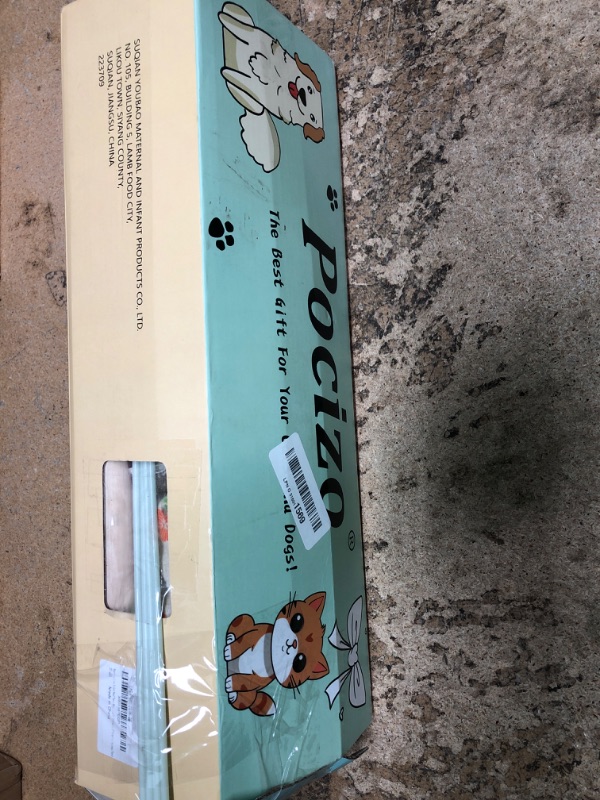 Pocizo
The Best Gift For Your Dogs!
1569
SUQIAN YOUBAO MATERNAL AND INFANT PRODUCTS CO., LTD.
NO. 105, BUILDING 5, LAMB FOOD CITY,
LIKOU TOWN, SIYANG COUNTY,
SUQIAN, JIANGSU, CHINA
223709